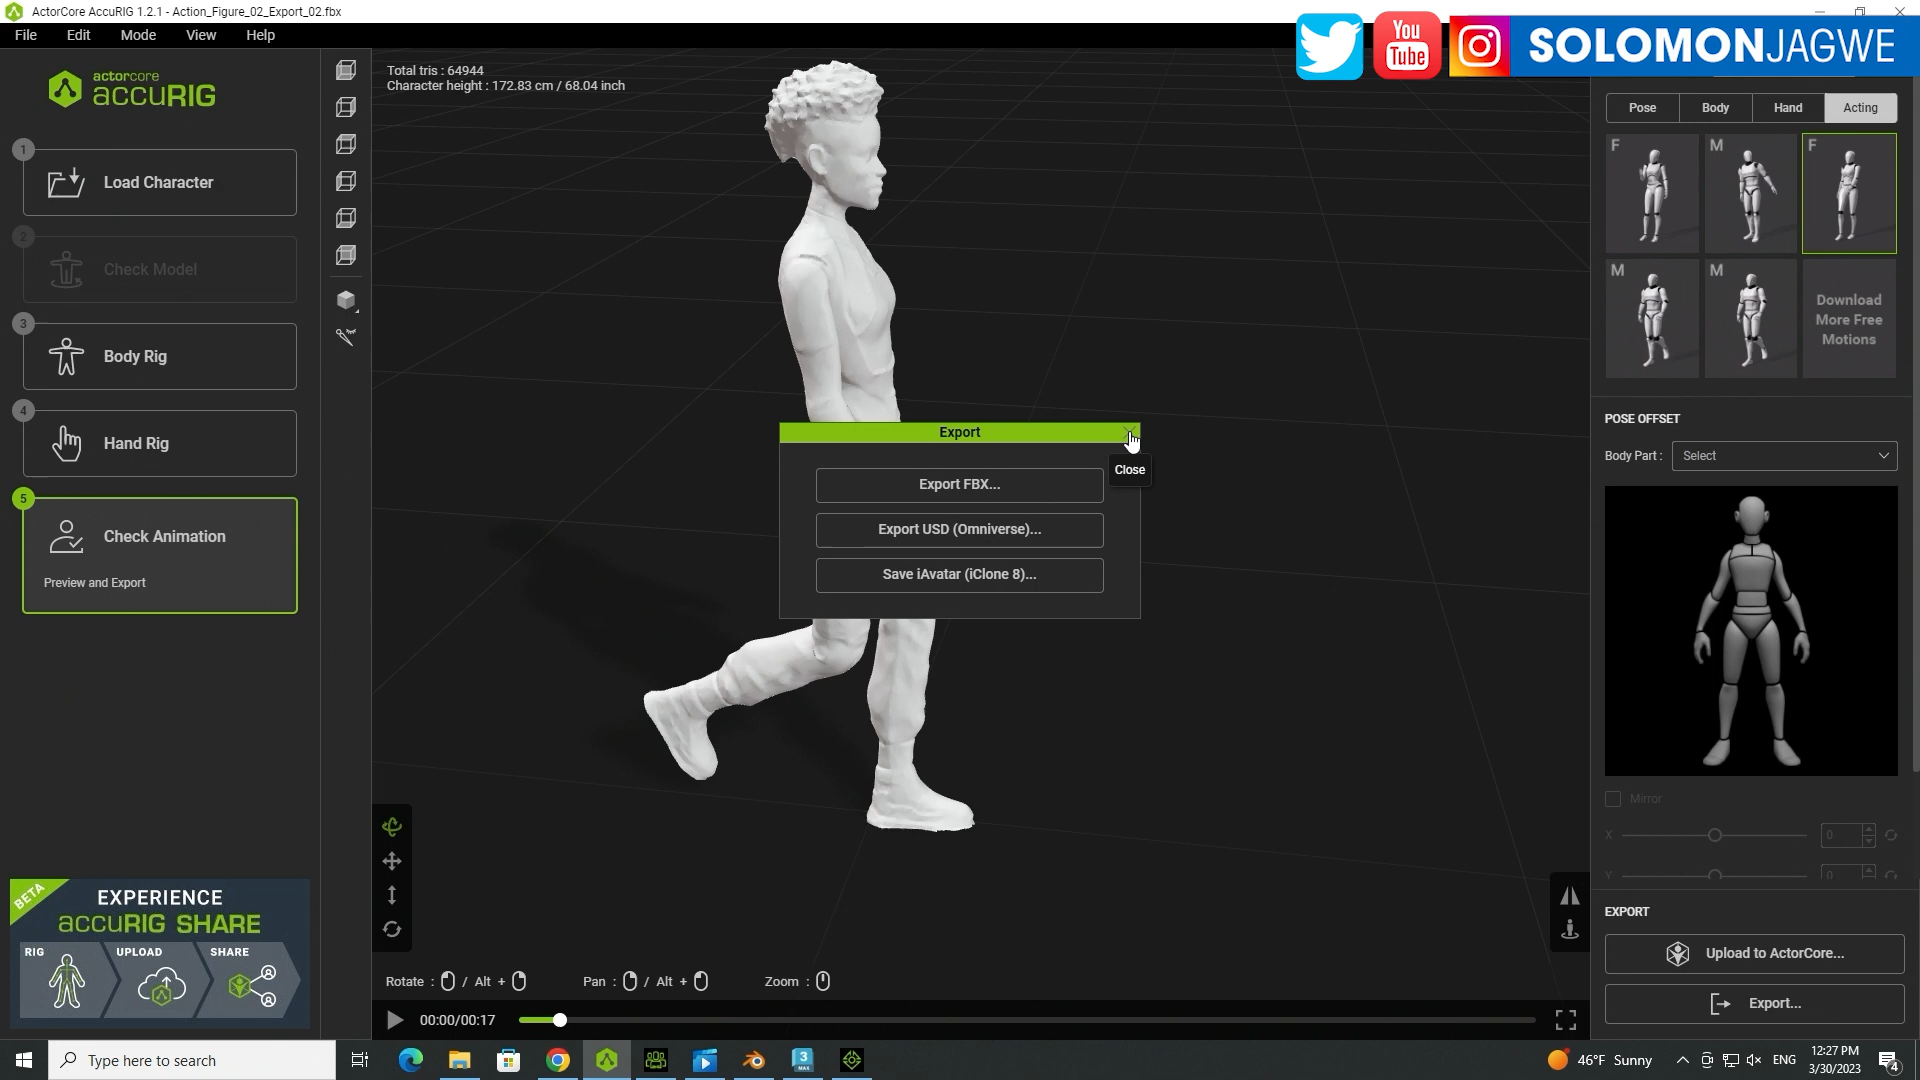 ActorCore AccuRIG 1.2.1 - Action_Figure_02_Export_02.fbx
File Edit Mode View Help
You
Tube
SOLOMONJAGWE
actorcore
accuRIG
1
Load Character
2
Check Model
3
Body Rig
4
Hand Rig
5
Check Animation
Preview and Export
BETA
EXPERIENCE
accuRIG SHARE
RIG UPLOAD SHARE
Total tris : 64944
Character height : 172.83 cm / 68.04 inch
Export
Close
Export FBX...
Export USD (Omniverse)...
Save iAvatar (iClone 8)...
Rotate : / Alt + Pan : / Alt + Zoom :
00:00/00:17
Pose Body Hand Acting
F M F
M M
Download
More Free
Motions
POSE OFFSET
Body Part : Select
Mirror
X 0
Y 0
EXPORT
Upload to ActorCore...
Export...
Type here to search
3
MAX
46°F Sunny
ENG
12:27 PM
3/30/2023
4